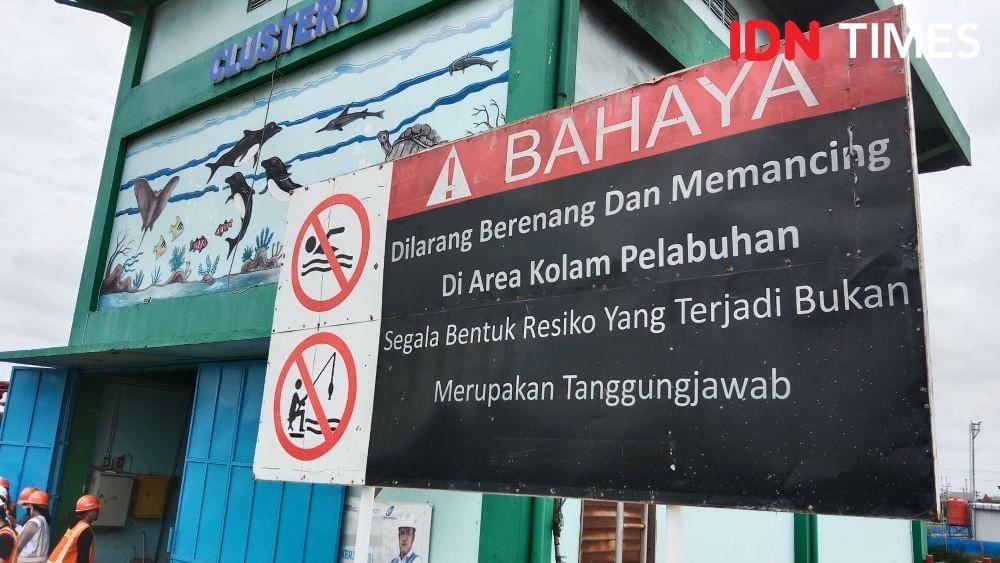 IDN TIMES
CLUSTER 3
BAHAYA
Dilarang Berenang Dan Memancing
Di Area Kolam Pelabuhan
Segala Bentuk Resiko Yang Terjadi Bukan
Merupakan Tanggungjawab